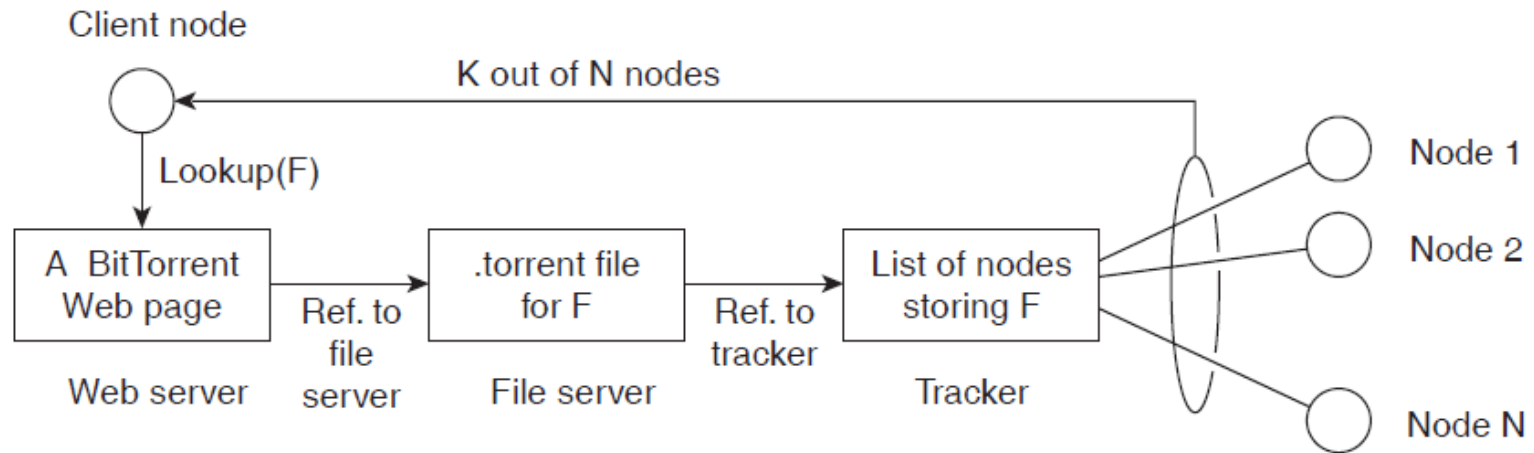 Client node
K out of N nodes
Lookup(F)
Node 1
Node 2
Node N
A BitTorrent
Web page
Ref. to
file
server
.torrent file
for F
Ref. to
tracker
List of nodes
storing F
Web server
File server
Tracker